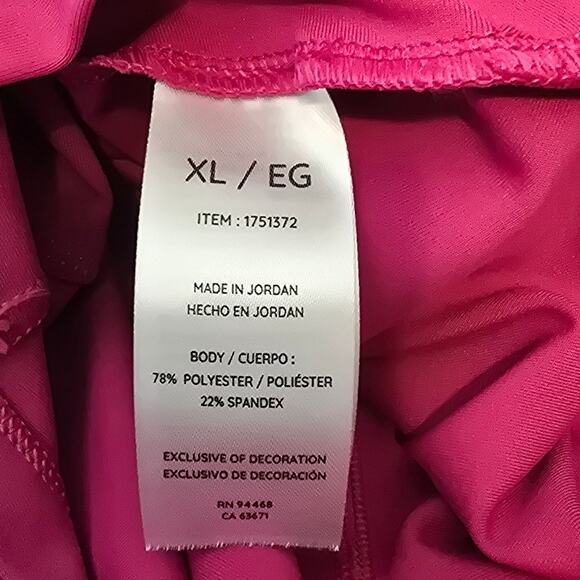 XL / EG
ITEM : 1751372
MADE IN JORDAN
HECHO EN JORDAN
BODY / CUERPO :
78% POLYESTER / POLIÉSTER
22% SPANDEX
EXCLUSIVE OF DECORATION
EXCLUSIVO DE DECORACIÓN
RN 94468
CA 63671